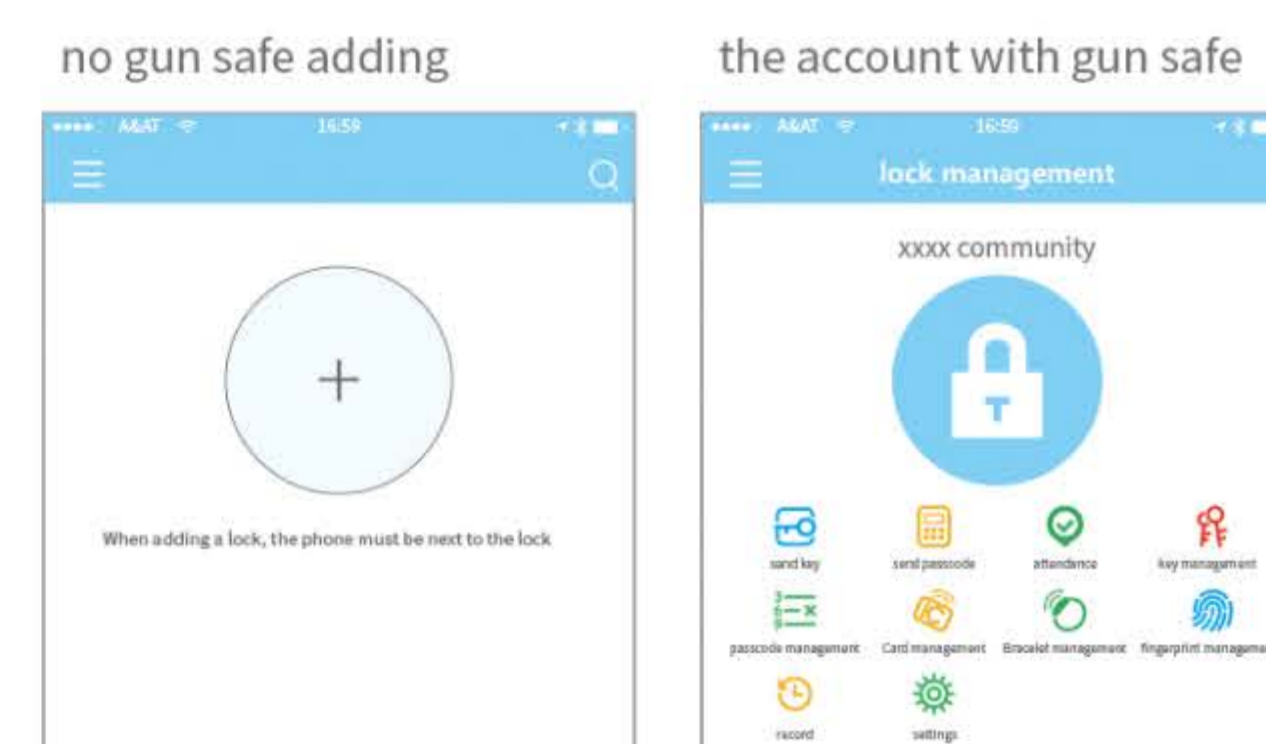 no gun safe adding
the account with gun safe
A&AT 16:59
A&AT 16:59
lock management
xxxx community
When adding a lock, the phone must be next to the lock
send key
send passcode
attendance
key management
passcode management
Card management
Bracelet management
fingerprint manageme
record
settings